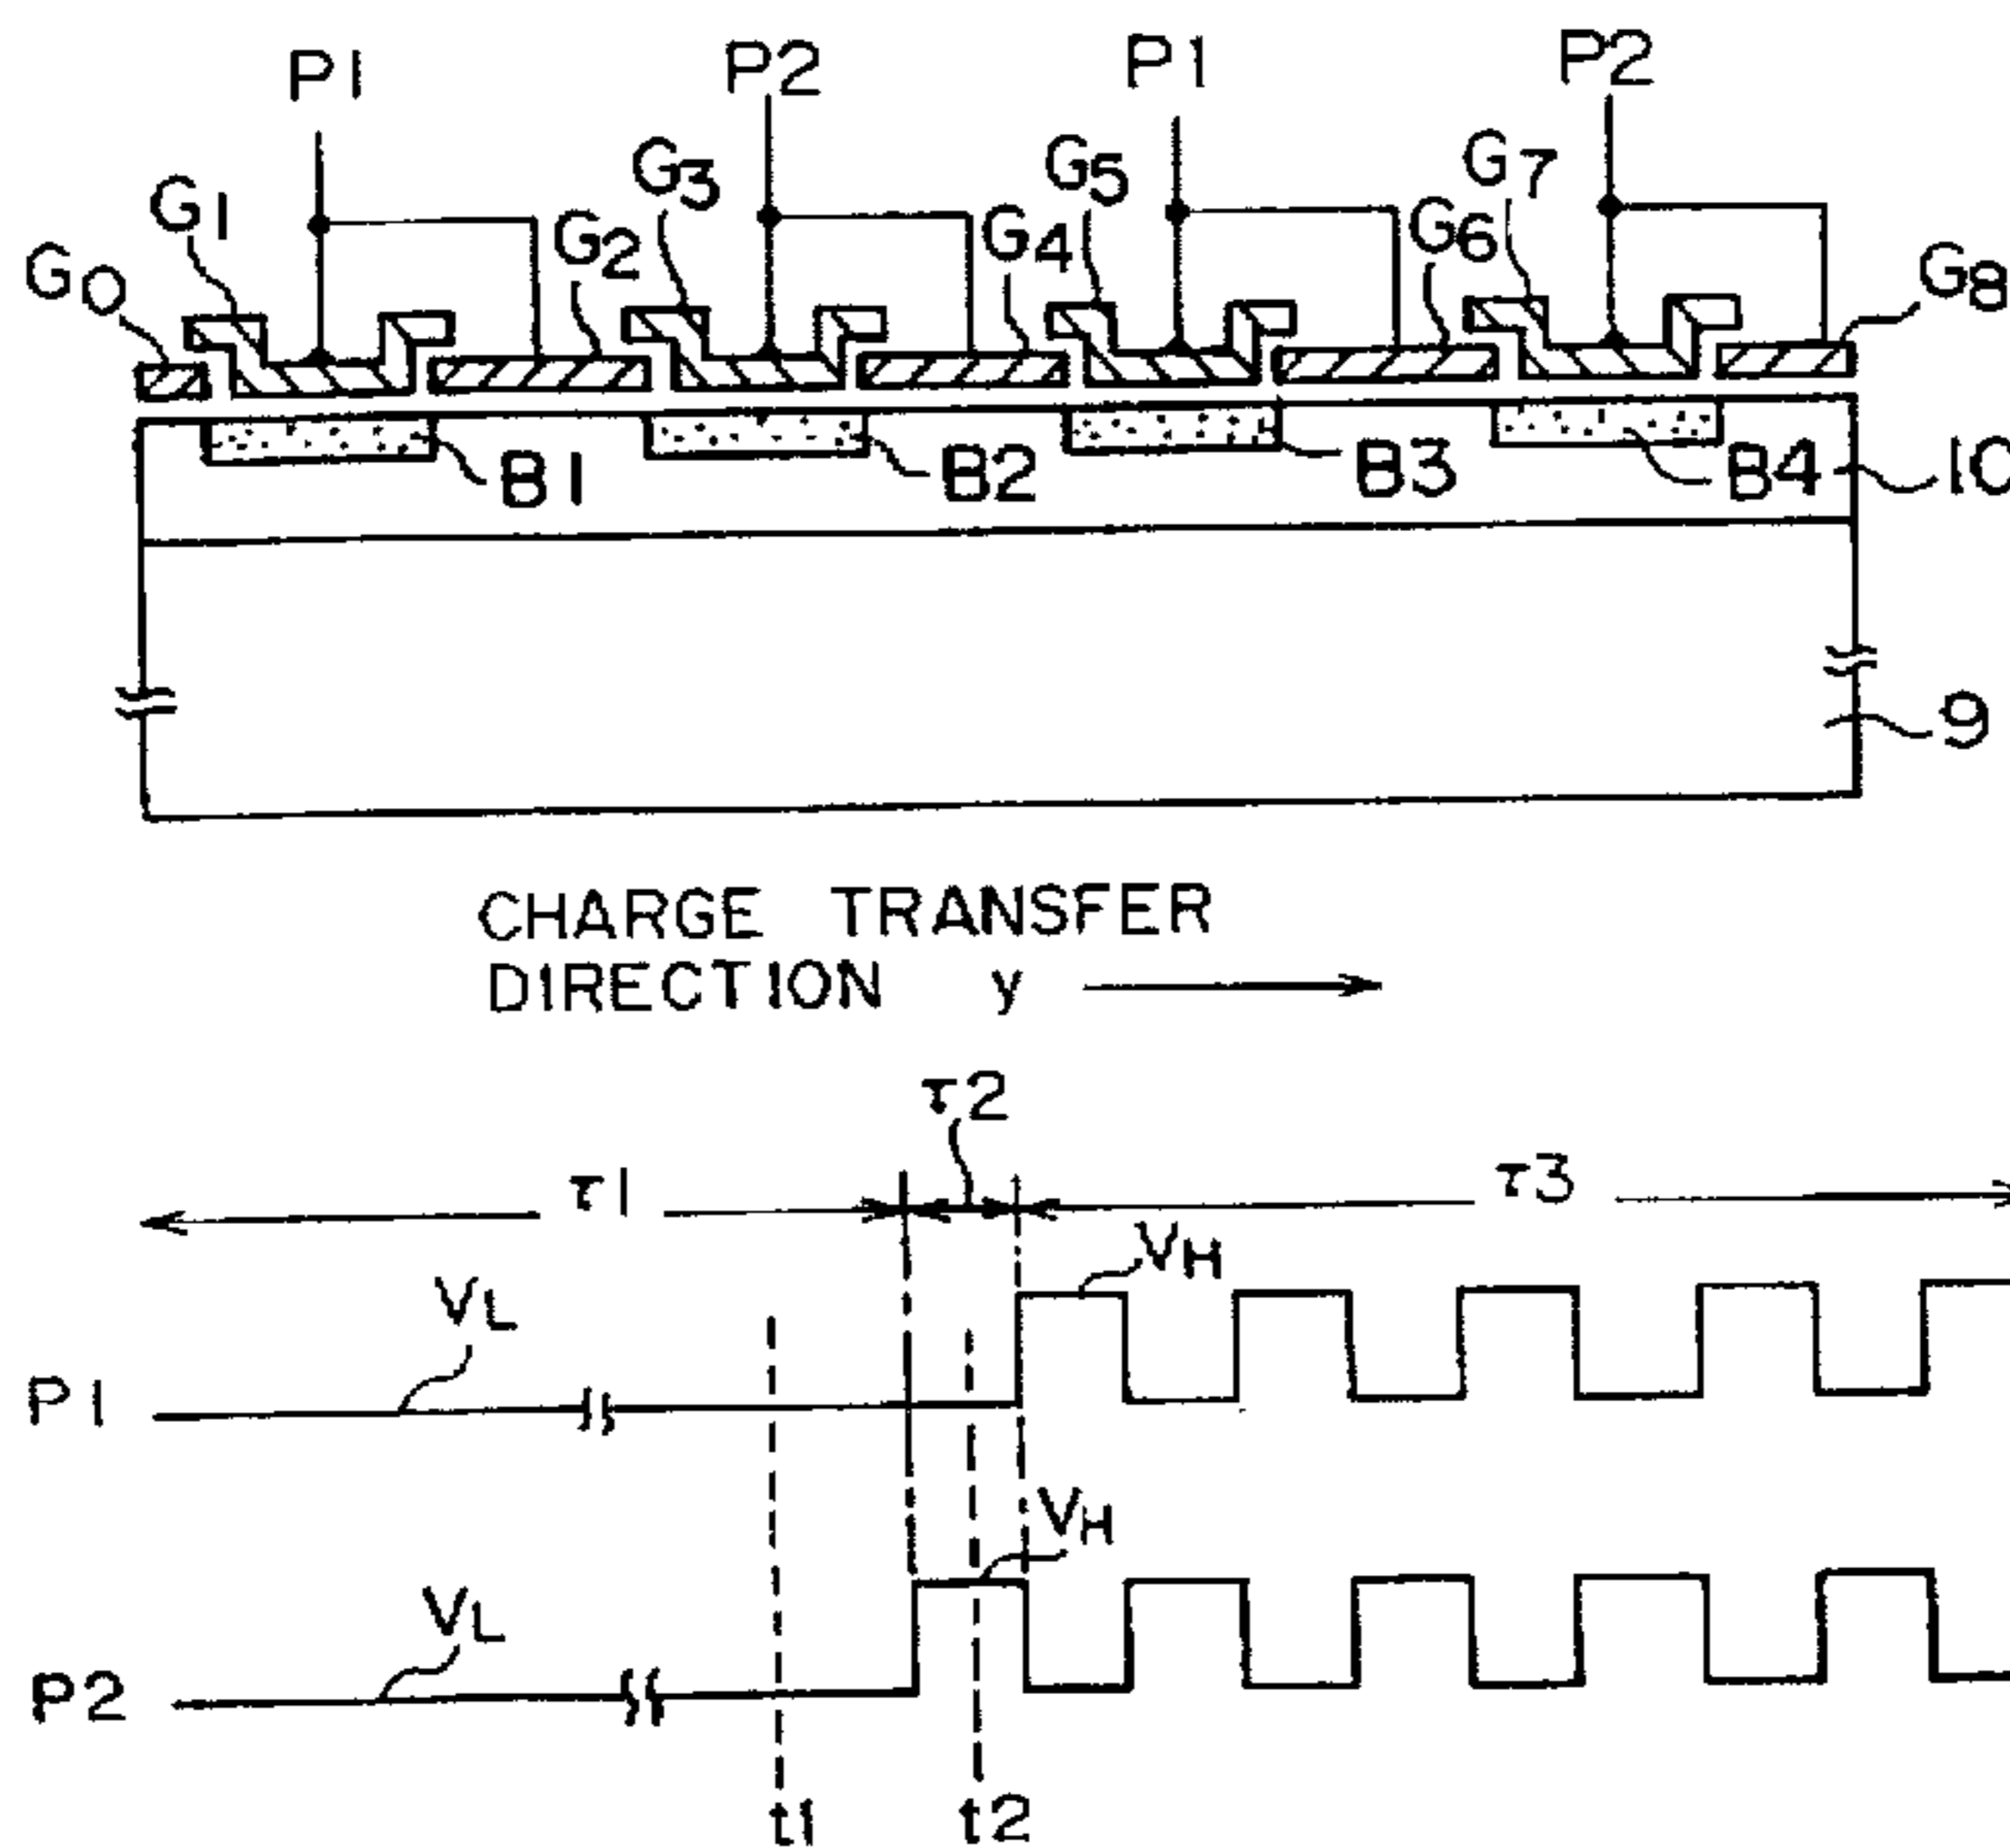 P1 P2 P1 P2
G0 G1 G2 G3 G4 G5 G6 G7 G8
B1 B2 B3 B4 10
9
CHARGE TRANSFER
DIRECTION y
τ2
τ1 τ3
VL VH
P1
VH
VL
P2
t1 t2